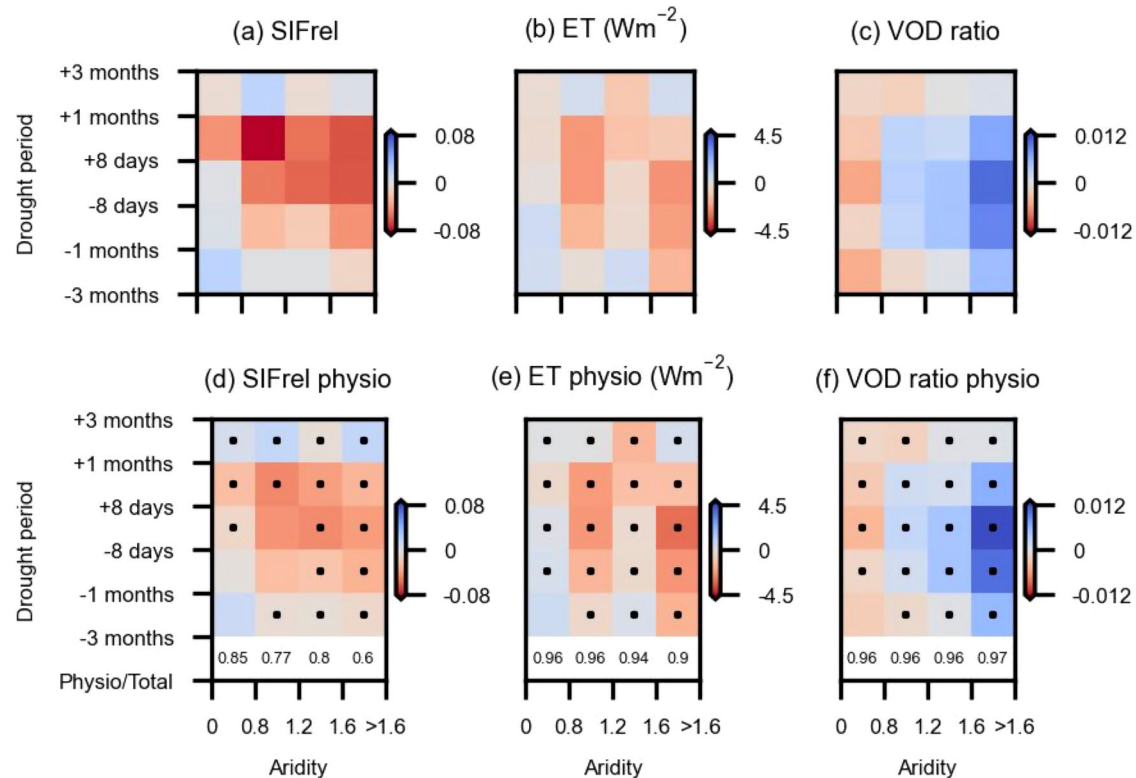 (a) SIFrel
(b) ET (Wm−2)
(c) VOD ratio
Drought period
+3 months
+1 months
+8 days
-8 days
-1 months
-3 months
0.08
0
-0.08
4.5
0
-4.5
0.012
0
-0.012
(d) SIFrel physio
(e) ET physio (Wm−2)
(f) VOD ratio physio
Drought period
+3 months
+1 months
+8 days
-8 days
-1 months
-3 months
Physio/Total
0.08
0
-0.08
4.5
0
-4.5
0.012
0
-0.012
0.85 0.77 0.8 0.6
0.96 0.96 0.94 0.9
0.96 0.96 0.96 0.97
0 0.8 1.2 1.6 >1.6
0 0.8 1.2 1.6 >1.6
0 0.8 1.2 1.6 >1.6
Aridity
Aridity
Aridity